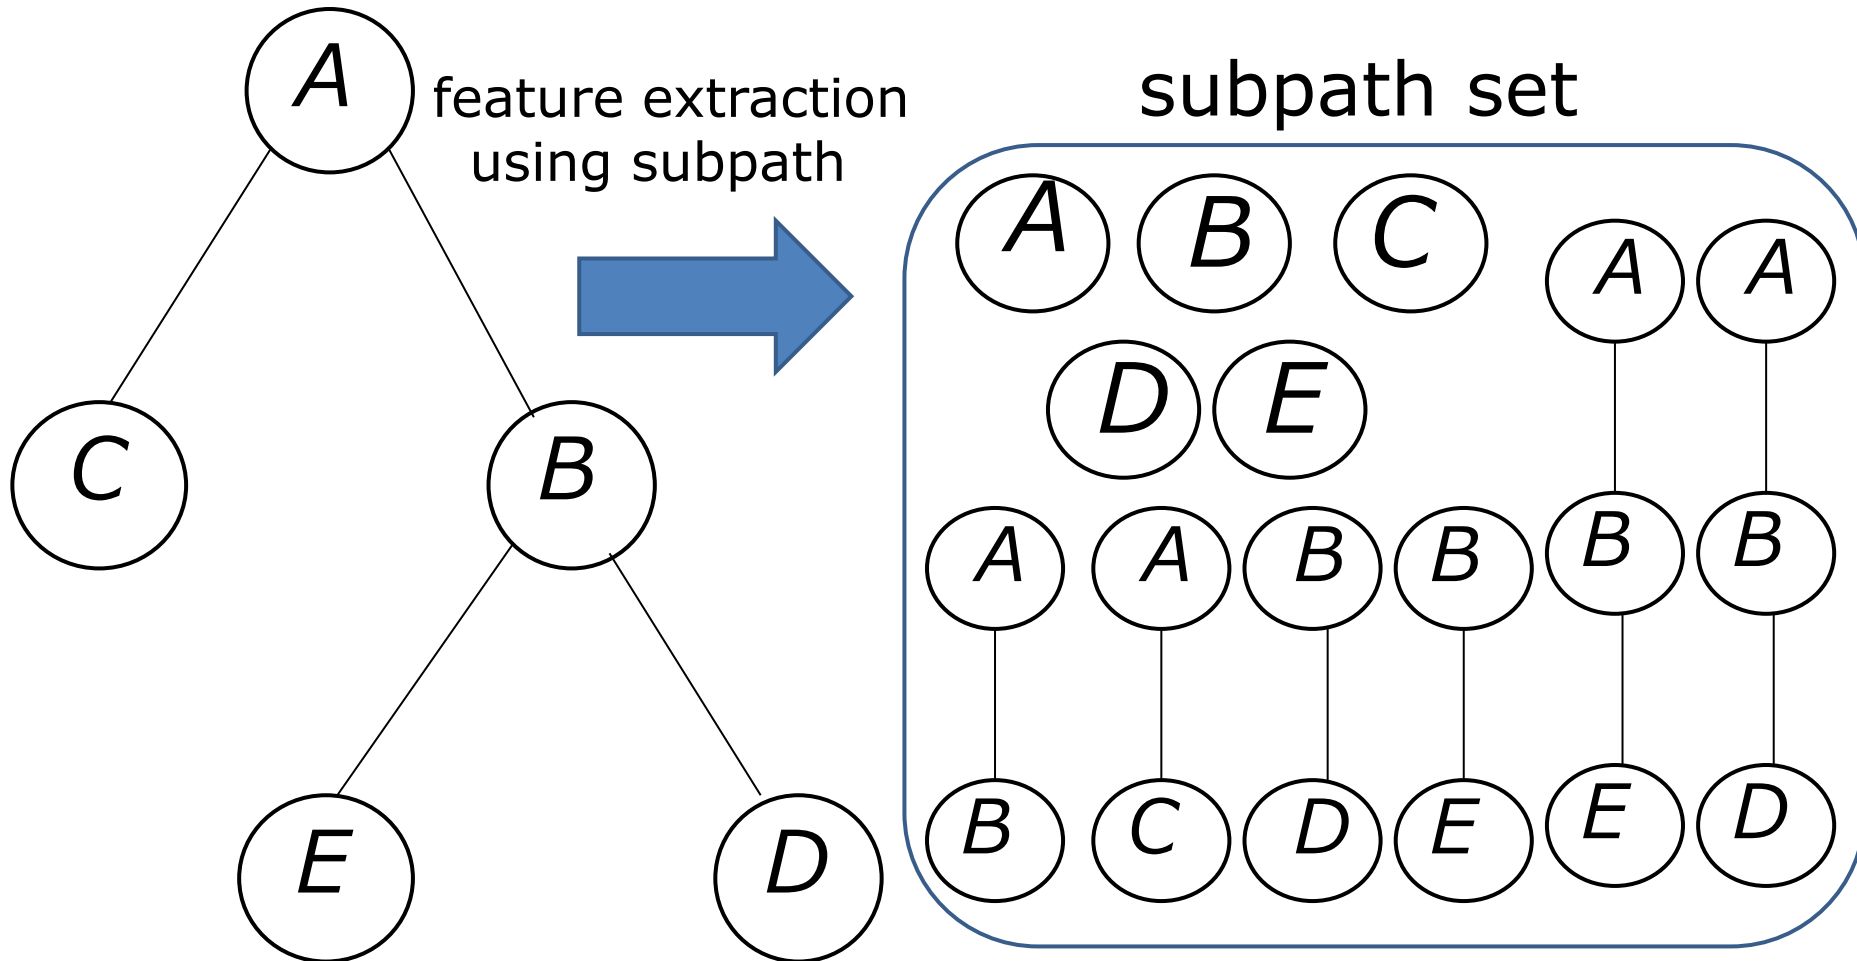 A
feature extraction
using subpath
C
B
E
D
subpath set
A B C
D E
A A
B B
E D
A A B B
B C D E